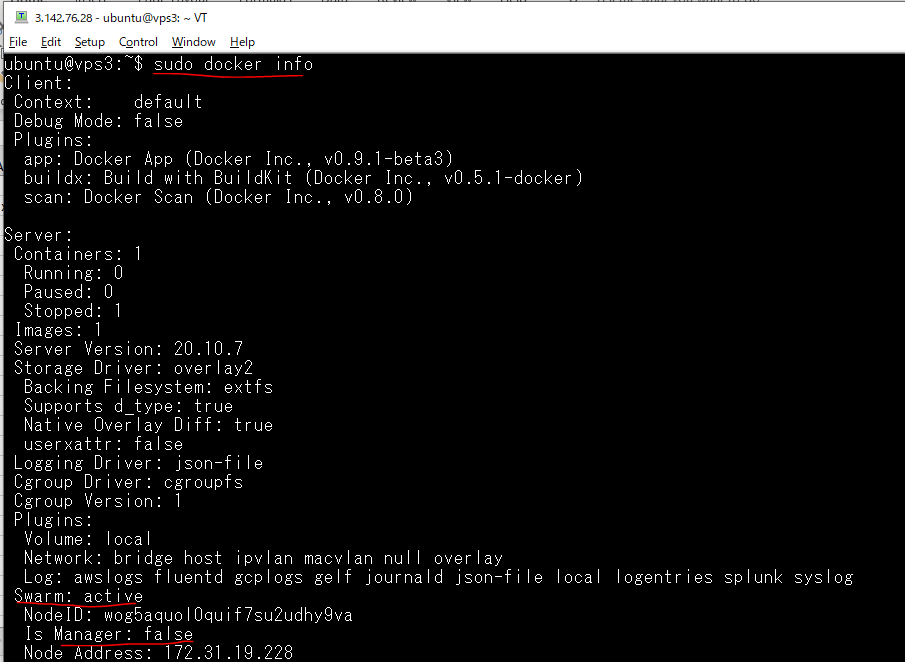 3.142.76.28 - ubuntu@vps3: ~ VT
File Edit Setup Control Window Help
ubuntu@vps3:~$ sudo docker info
Client:
 Context:    default
 Debug Mode: false
 Plugins:
  app: Docker App (Docker Inc., v0.9.1-beta3)
  buildx: Build with BuildKit (Docker Inc., v0.5.1-docker)
  scan: Docker Scan (Docker Inc., v0.8.0)

Server:
 Containers: 1
  Running: 0
  Paused: 0
  Stopped: 1
 Images: 1
 Server Version: 20.10.7
 Storage Driver: overlay2
  Backing Filesystem: extfs
  Supports d_type: true
  Native Overlay Diff: true
  userxattr: false
 Logging Driver: json-file
 Cgroup Driver: cgroupfs
 Cgroup Version: 1
 Plugins:
  Volume: local
  Network: bridge host ipvlan macvlan null overlay
  Log: awslogs fluentd gcplogs gelf journald json-file local logentries splunk syslog
 Swarm: active
  NodeID: wog5aquol0quif7su2udhy9va
  Is Manager: false
  Node Address: 172.31.19.228